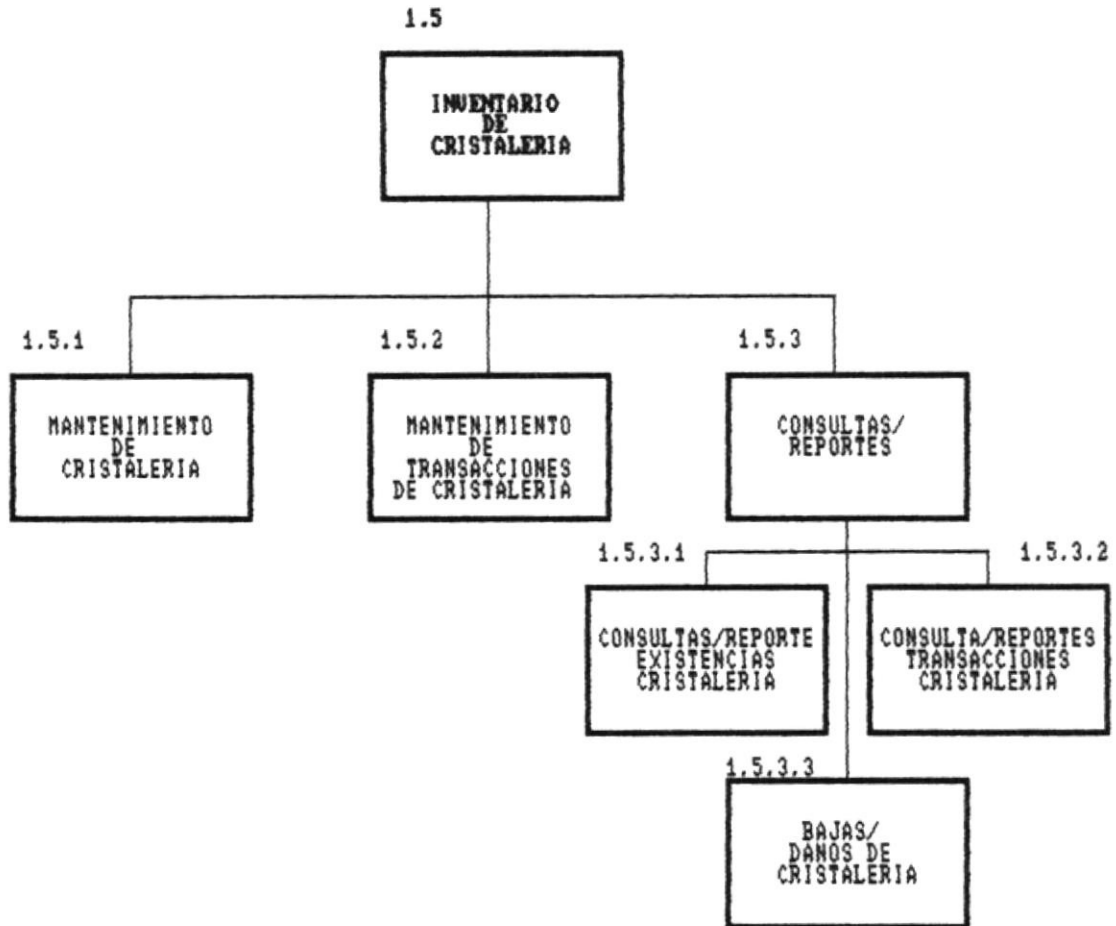 1.5
INVENTARIO
DE
CRISTALERIA
1.5.1
MANTENIMIENTO
DE
CRISTALERIA
1.5.2
MANTENIMIENTO
DE
TRANSACCIONES
DE CRISTALERIA
1.5.3
CONSULTAS/
REPORTES
1.5.3.1
CONSULTAS/REPORTE
EXISTENCIAS
CRISTALERIA
1.5.3.2
CONSULTA/REPORTES
TRANSACCIONES
CRISTALERIA
1.5.3.3
BAJAS/
DANOS DE
CRISTALERIA